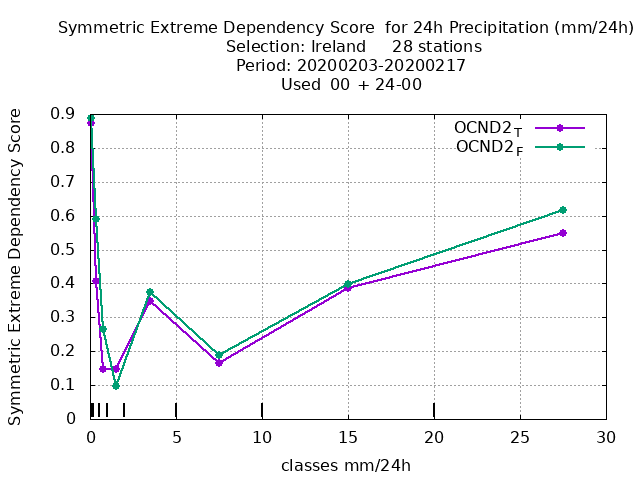 Symmetric Extreme Dependency Score  for 24h Precipitation (mm/24h)
Selection: Ireland     28 stations
Period: 20200203-20200217
Used  00 + 24-00
Symmetric Extreme Dependency Score
0.9
0.8
0.7
0.6
0.5
0.4
0.3
0.2
0.1
0
OCND2T
OCND2F
0 5 10 15 20 25 30
classes mm/24h